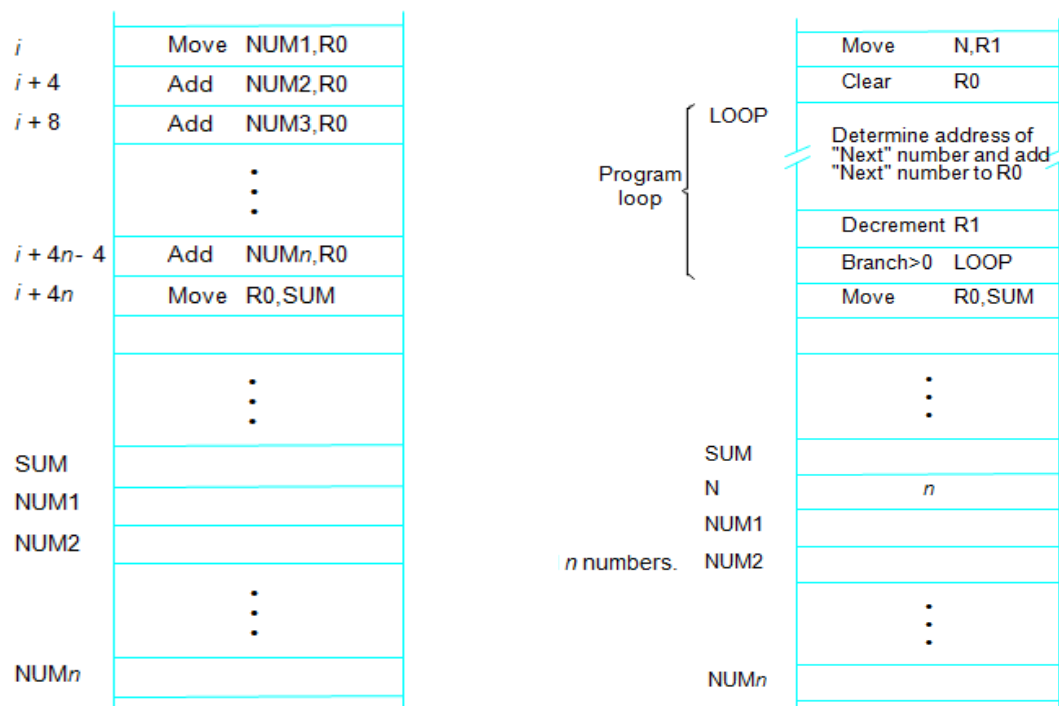 i Move NUM1,R0
i + 4 Add NUM2,R0
i + 8 Add NUM3,R0
i + 4n- 4 Add NUMn,R0
i + 4n Move R0,SUM
SUM
NUM1
NUM2
NUMn
Move N,R1
Clear R0
LOOP
Determine address of
"Next" number and add
"Next" number to R0
Program
loop
Decrement R1
Branch>0 LOOP
Move R0,SUM
SUM
N n
NUM1
n numbers. NUM2
NUMn